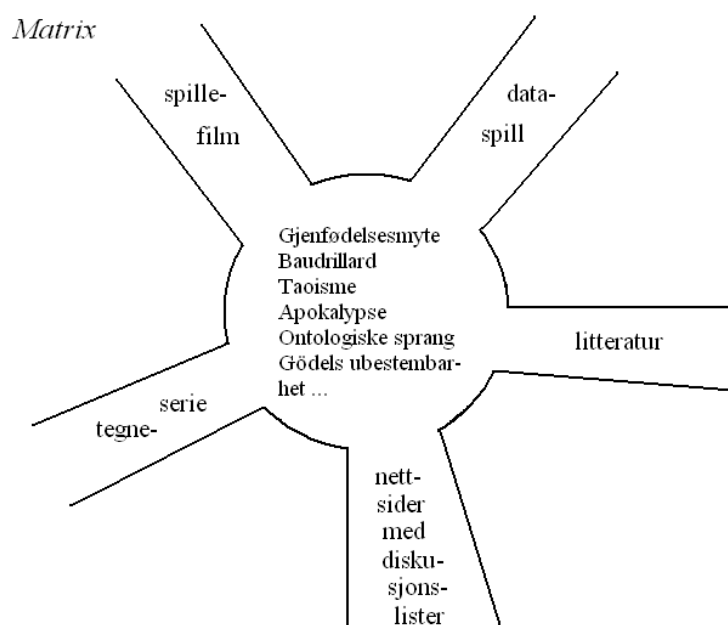 Matrix
spille-
film
data-
spill
Gjenfødelsesmyte
Baudrillard
Taoisme
Apokalypse
Ontologiske sprang
Gödels ubestembar-
het ...
litteratur
serie
tegne-
nett-
sider
med
disku-
sjons-
lister